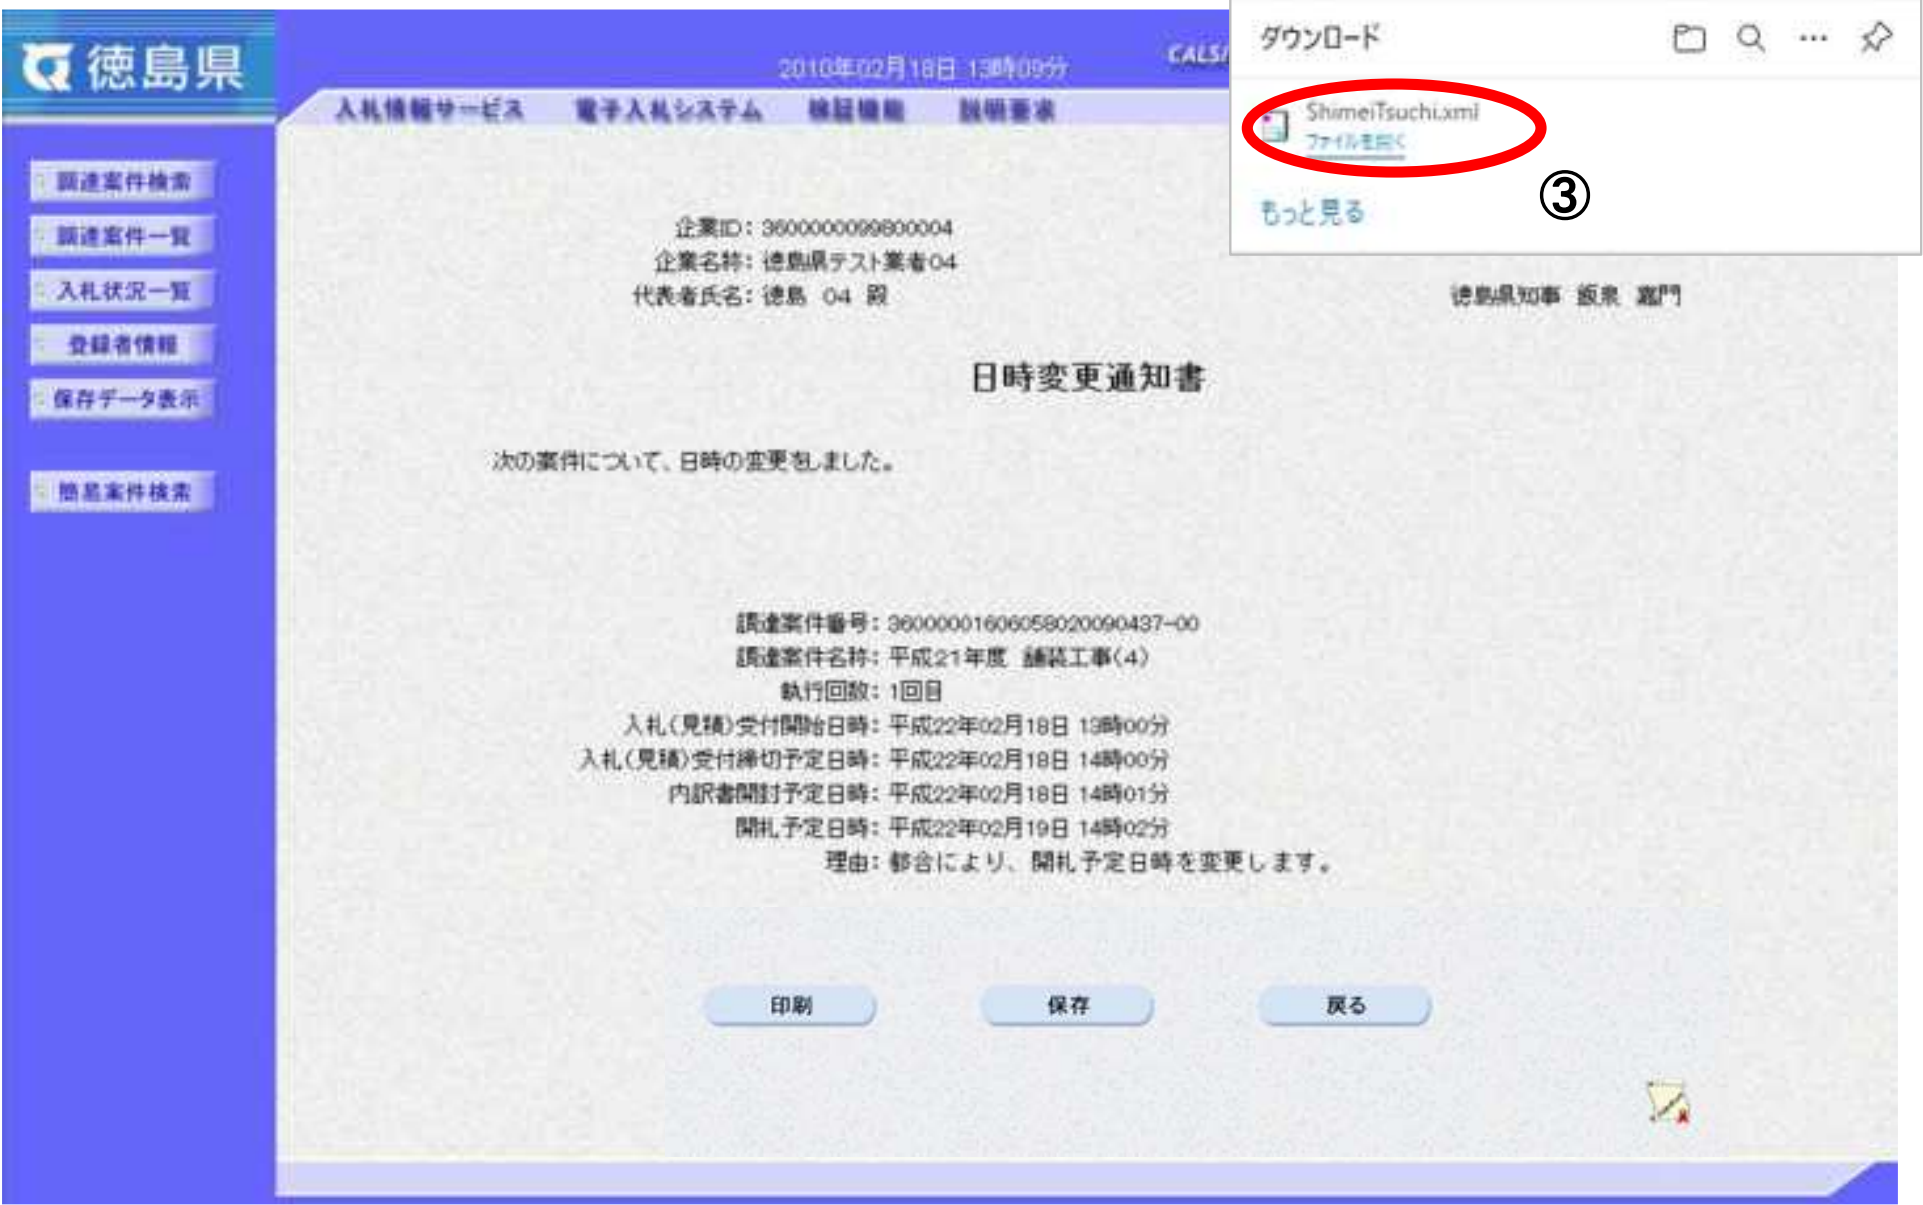 徳島県
2010年02月18日 13時09分
CALS/
入札情報サービス 電子入札システム 検証機能 説明要求
ダウンロード
ShimeiTsuchi.xml
ファイルを開く
もっと見る
③
調達案件検索
調達案件一覧
入札状況一覧
登録者情報
保存データ表示
簡易案件検索
企業ID：3600000099800004
企業名称：徳島県テスト業者04
代表者氏名：徳島 04 殿
徳島県知事 飯泉 嘉門
日時変更通知書
次の案件について、日時の変更をしました。
調達案件番号：36000001606058020090437-00
調達案件名称：平成21年度 舗装工事(4)
執行回数：1回目
入札(見積)受付開始日時：平成22年02月18日 13時00分
入札(見積)受付締切予定日時：平成22年02月18日 14時00分
内訳書開封予定日時：平成22年02月18日 14時01分
開札予定日時：平成22年02月19日 14時02分
理由：都合により、開札予定日時を変更します。
印刷 保存 戻る